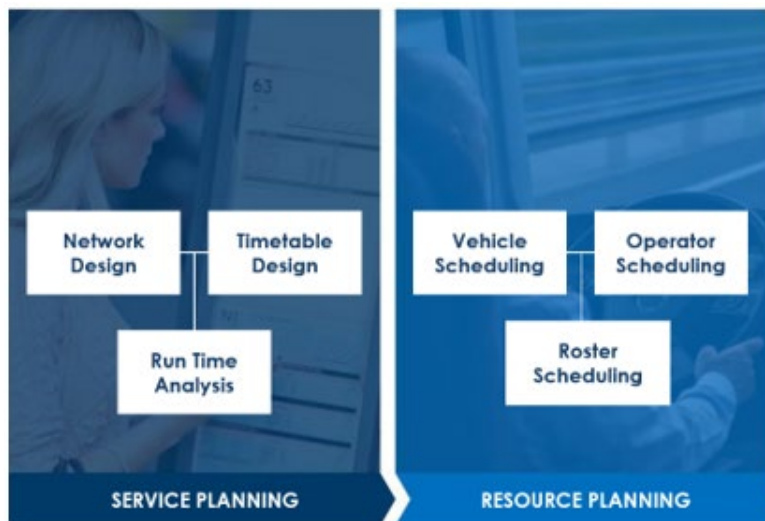 63
Network
Design
Timetable
Design
Run Time
Analysis
SERVICE PLANNING
Vehicle
Scheduling
Operator
Scheduling
Roster
Scheduling
RESOURCE PLANNING